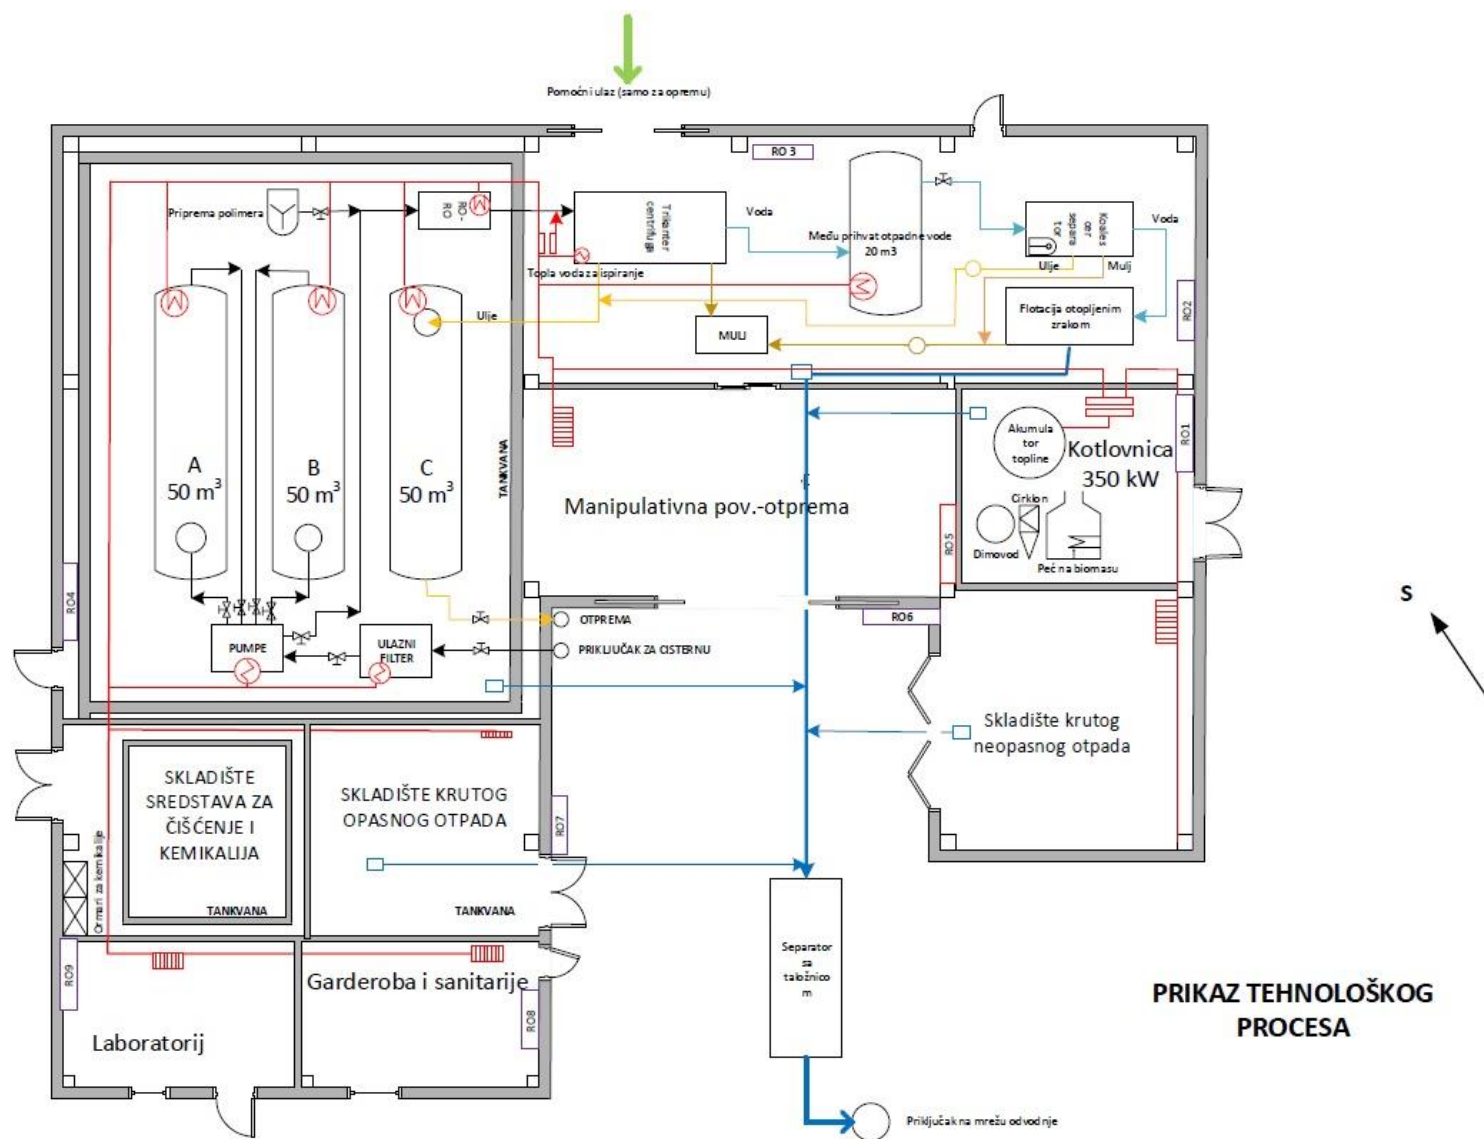 Pomoćni ulaz (samo za opremu)
RO 3
Priprema polimera
RO-
RO
Trikanter
centrifuga
Voda
Među prihvat otpadne vode
20 m3
Koales
cer
separa
tor
Voda
Ulje
Mulj
Topla voda za ispiranje
Ulje
MULJ
Flotacija otopljenim
zrakom
RO2
A
50 m³
B
50 m³
C
50 m³
TANKVANA
Manipulativna pov.-otprema
Akumula
tor
topline
Kotlovnica
350 kW
RO1
Ciklon
Dimovod
Peć na biomasu
RO5
RO4
RO6
OTPREMA
PRIKLJUČAK ZA CISTERNU
PUMPE
ULAZNI
FILTER
S
Skladište krutog
neopasnog otpada
SKLADIŠTE
SREDSTAVA ZA
ČIŠĆENJE I
KEMIKALIJA
TANKVANA
Ormari za kemikalije
SKLADIŠTE KRUTOG
OPASNOG OTPADA
TANKVANA
RO7
RO9
Laboratorij
Garderoba i sanitarije
RO8
Separator
sa
taložnico
m
PRIKAZ TEHNOLOŠKOG
PROCESA
Priključak na mrežu odvodnje